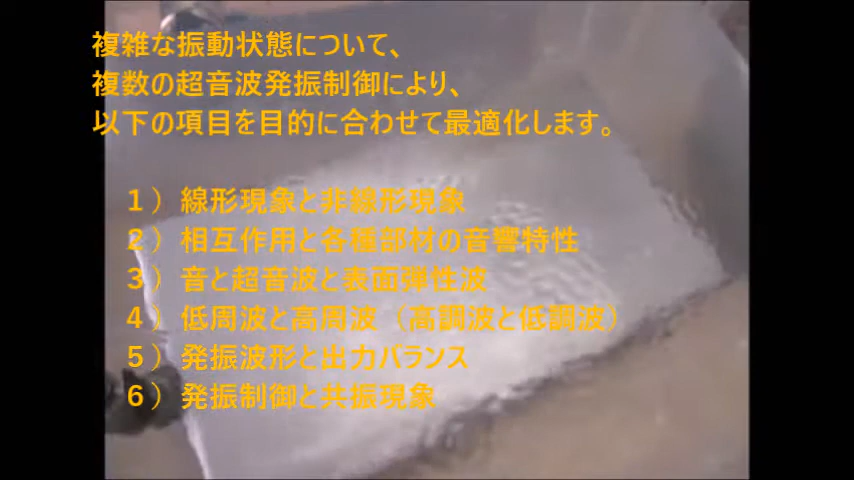 複雑な振動状態について、
複数の超音波発振制御により、
以下の項目を目的に合わせて最適化します。
1）線形現象と非線形現象
2）相互作用と各種部材の音響特性
3）音と超音波と表面弾性波
4）低周波と高周波（高調波と低調波）
5）発振波形と出力バランス
6）発振制御と共振現象